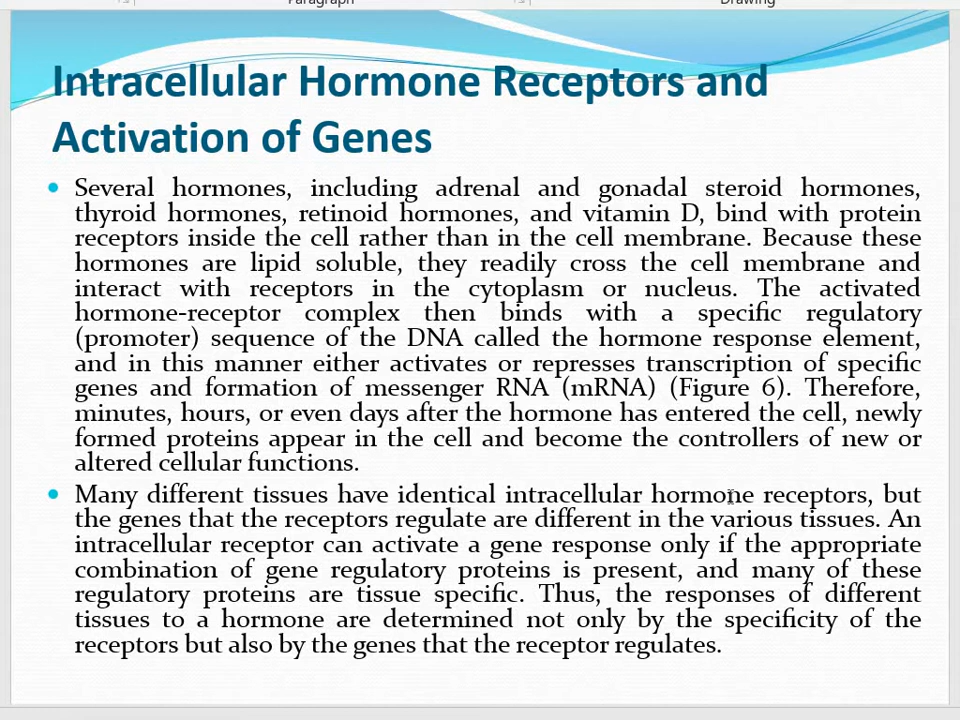 Paragraph
Drawing
Intracellular Hormone Receptors and
Activation of Genes
• Several hormones, including adrenal and gonadal steroid hormones,
thyroid hormones, retinoid hormones, and vitamin D, bind with protein
receptors inside the cell rather than in the cell membrane. Because these
hormones are lipid soluble, they readily cross the cell membrane and
interact with receptors in the cytoplasm or nucleus. The activated
hormone-receptor complex then binds with a specific regulatory
(promoter) sequence of the DNA called the hormone response element,
and in this manner either activates or represses transcription of specific
genes and formation of messenger RNA (mRNA) (Figure 6). Therefore,
minutes, hours, or even days after the hormone has entered the cell, newly
formed proteins appear in the cell and become the controllers of new or
altered cellular functions.
• Many different tissues have identical intracellular hormone receptors, but
the genes that the receptors regulate are different in the various tissues. An
intracellular receptor can activate a gene response only if the appropriate
combination of gene regulatory proteins is present, and many of these
regulatory proteins are tissue specific. Thus, the responses of different
tissues to a hormone are determined not only by the specificity of the
receptors but also by the genes that the receptor regulates.